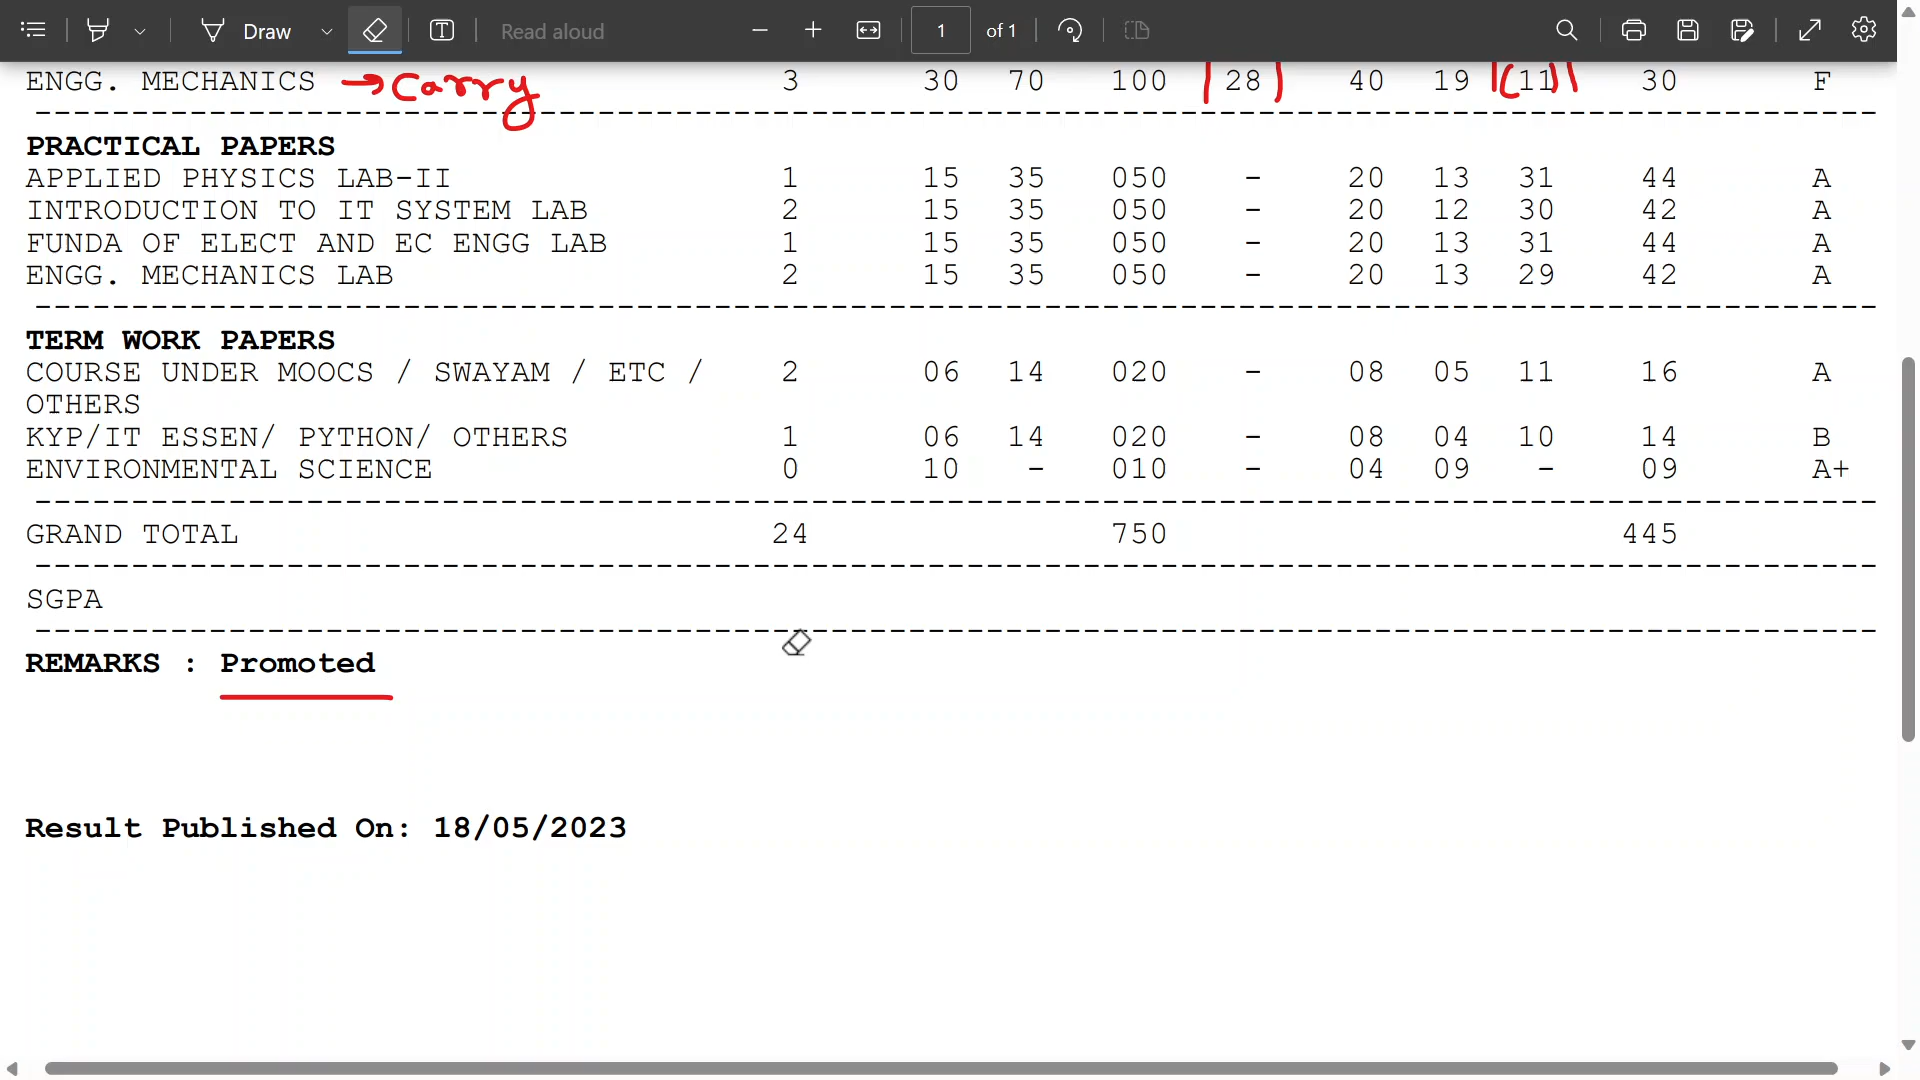 Draw Read aloud 1 of 1
ENGG. MECHANICS → Carry 3 30 70 100 (28) 40 19 (11) 30 F
PRACTICAL PAPERS
APPLIED PHYSICS LAB-II 1 15 35 050 - 20 13 31 44 A
INTRODUCTION TO IT SYSTEM LAB 2 15 35 050 - 20 12 30 42 A
FUNDA OF ELECT AND EC ENGG LAB 1 15 35 050 - 20 13 31 44 A
ENGG. MECHANICS LAB 2 15 35 050 - 20 13 29 42 A
TERM WORK PAPERS
COURSE UNDER MOOCS / SWAYAM / ETC / 2 06 14 020 - 08 05 11 16 A
OTHERS
KYP/IT ESSEN/ PYTHON/ OTHERS 1 06 14 020 - 08 04 10 14 B
ENVIRONMENTAL SCIENCE 0 10 - 010 - 04 09 - 09 A+
GRAND TOTAL 24 750 445
SGPA
REMARKS : Promoted
Result Published On: 18/05/2023